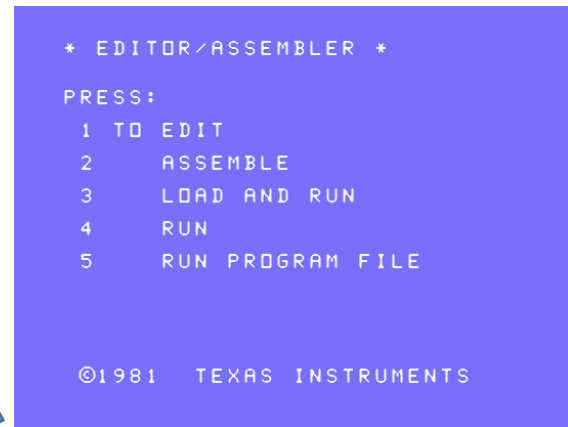 * EDITOR/ASSEMBLER *
PRESS:
1 TO EDIT
2 ASSEMBLE
3 LOAD AND RUN
4 RUN
5 RUN PROGRAM FILE
©1981 TEXAS INSTRUMENTS